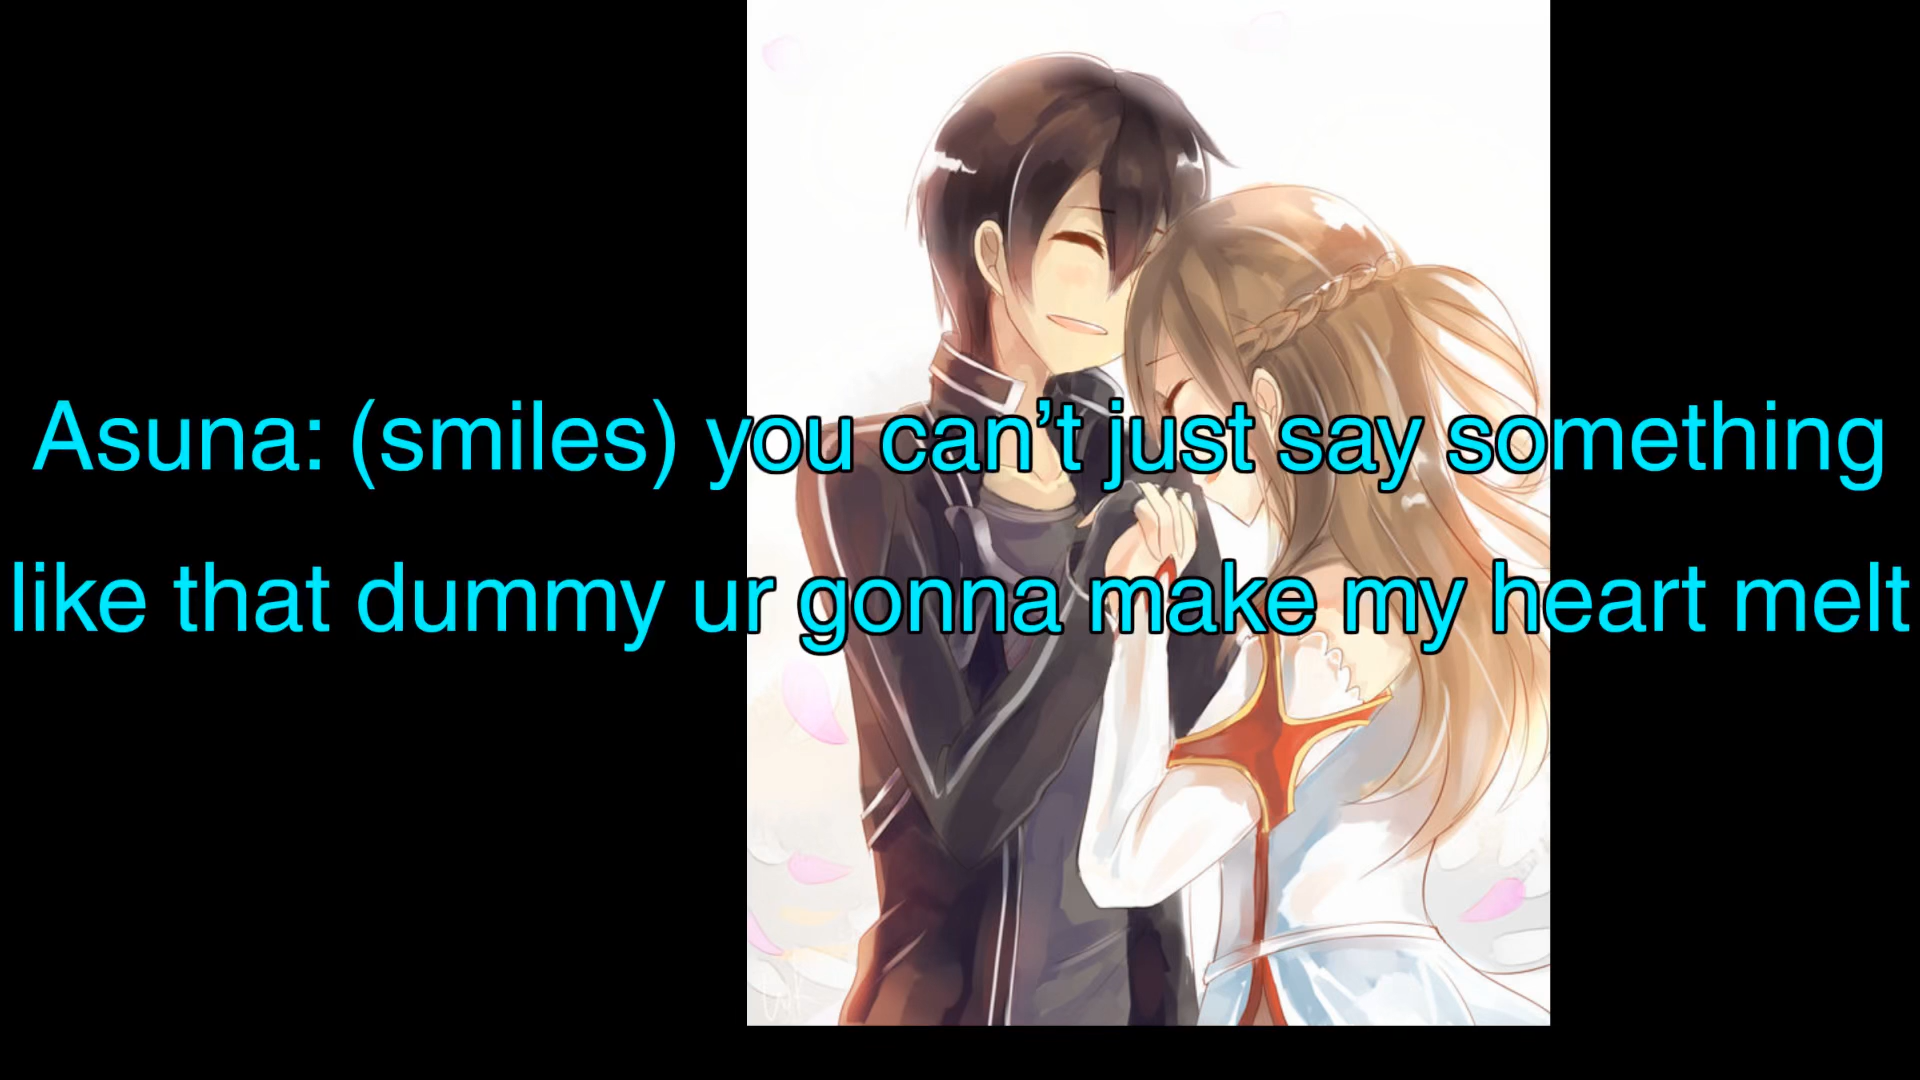 Asuna: (smiles) you can’t just say something
like that dummy ur gonna make my heart melt